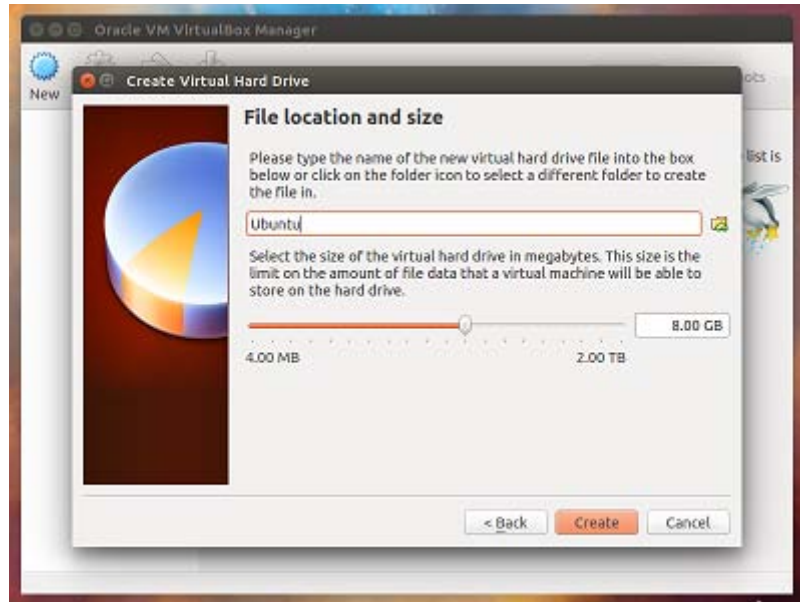 Oracle VM VirtualBox Manager
New
ots
Create Virtual Hard Drive
list is
File location and size
Please type the name of the new virtual hard drive file into the box
below or click on the folder icon to select a different folder to create
the file in.
Ubuntu
Select the size of the virtual hard drive in megabytes. This size is the
limit on the amount of file data that a virtual machine will be able to
store on the hard drive.
8.00 GB
4.00 MB 2.00 TB
< Back Create Cancel